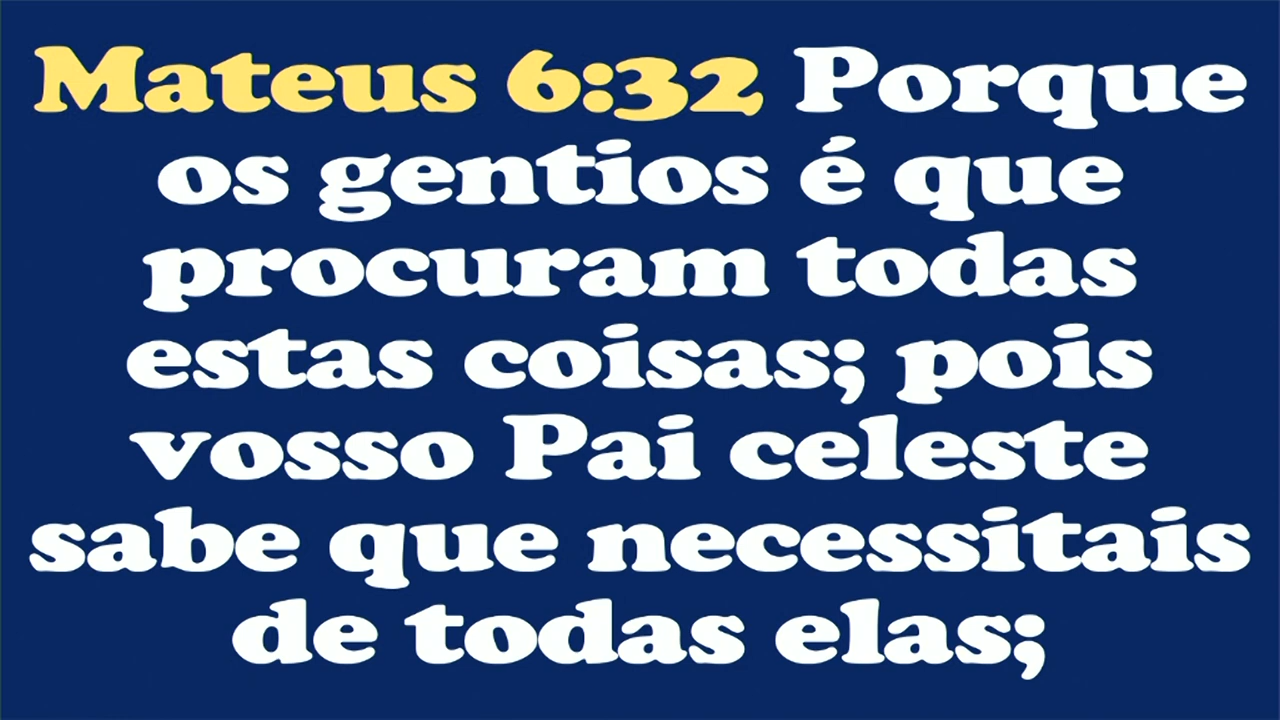 Mateus 6:32 Porque
os gentios é que
procuram todas
estas coisas; pois
vosso Pai celeste
sabe que necessitais
de todas elas;